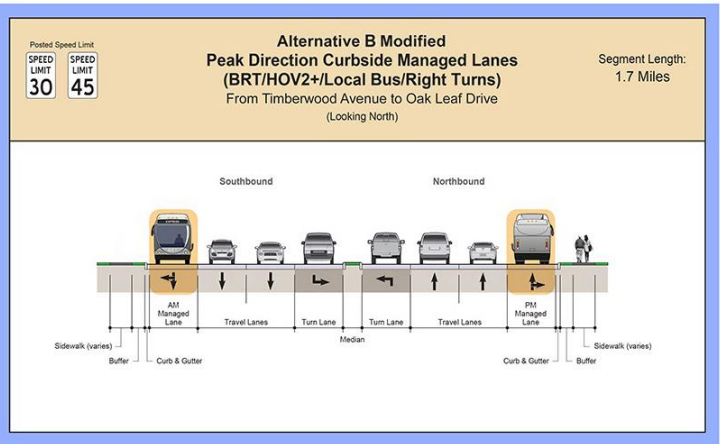 Posted Speed Limit
SPEED LIMIT 30
SPEED LIMIT 45
Alternative B Modified
Peak Direction Curbside Managed Lanes
(BRT/HOV2+/Local Bus/Right Turns)
From Timberwood Avenue to Oak Leaf Drive
(Looking North)
Segment Length:
1.7 Miles
Southbound
Northbound
AM
Managed
Lane
Travel Lanes
Turn Lane
Median
Turn Lane
Travel Lanes
PM
Managed
Lane
Sidewalk (varies)
Buffer
Curb & Gutter
Curb & Gutter
Buffer
Sidewalk (varies)